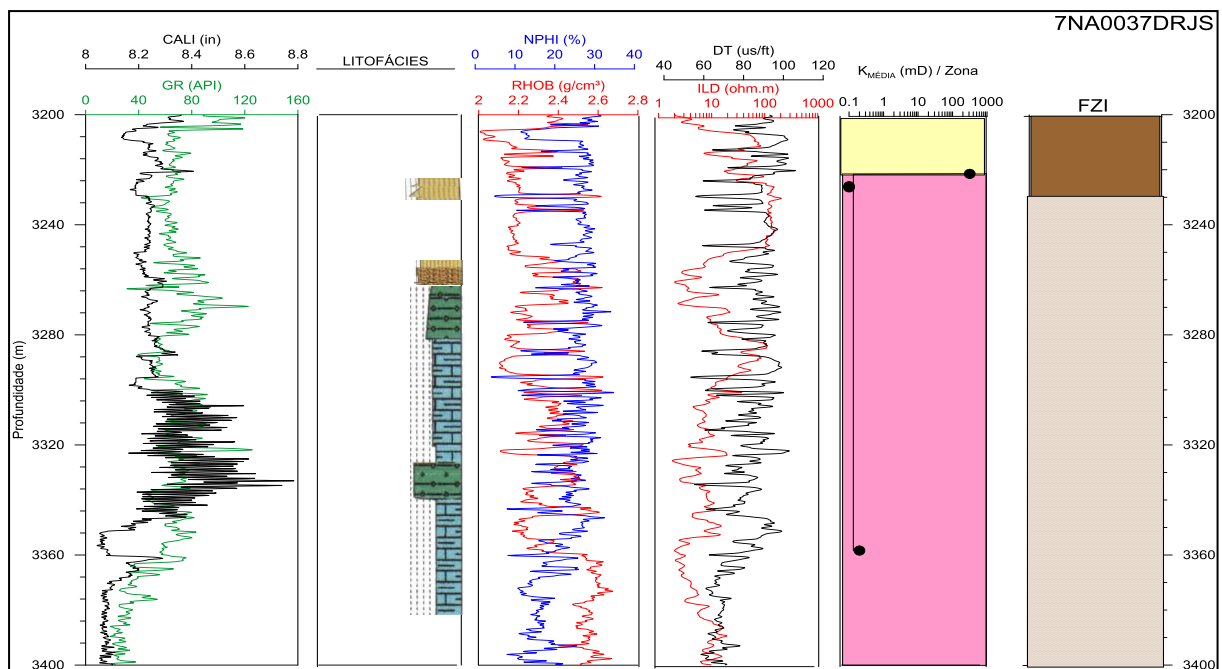 7NA0037DRJS
CALI (in)
8 8.2 8.4 8.6 8.8
GR (API)
0 40 80 120 160
LITOFÁCIES
NPHI (%)
0 10 20 30 40
RHOB (g/cm³)
2 2.2 2.4 2.6 2.8
DT (us/ft)
40 60 80 100 120
ILD (ohm.m)
1 10 100 1000
KMÉDIA (mD) / Zona
0.1 1 10 100 1000
FZI
Profundidade (m)
3200 3200
3240 3240
3280 3280
3320 3320
3360 3360
3400 3400